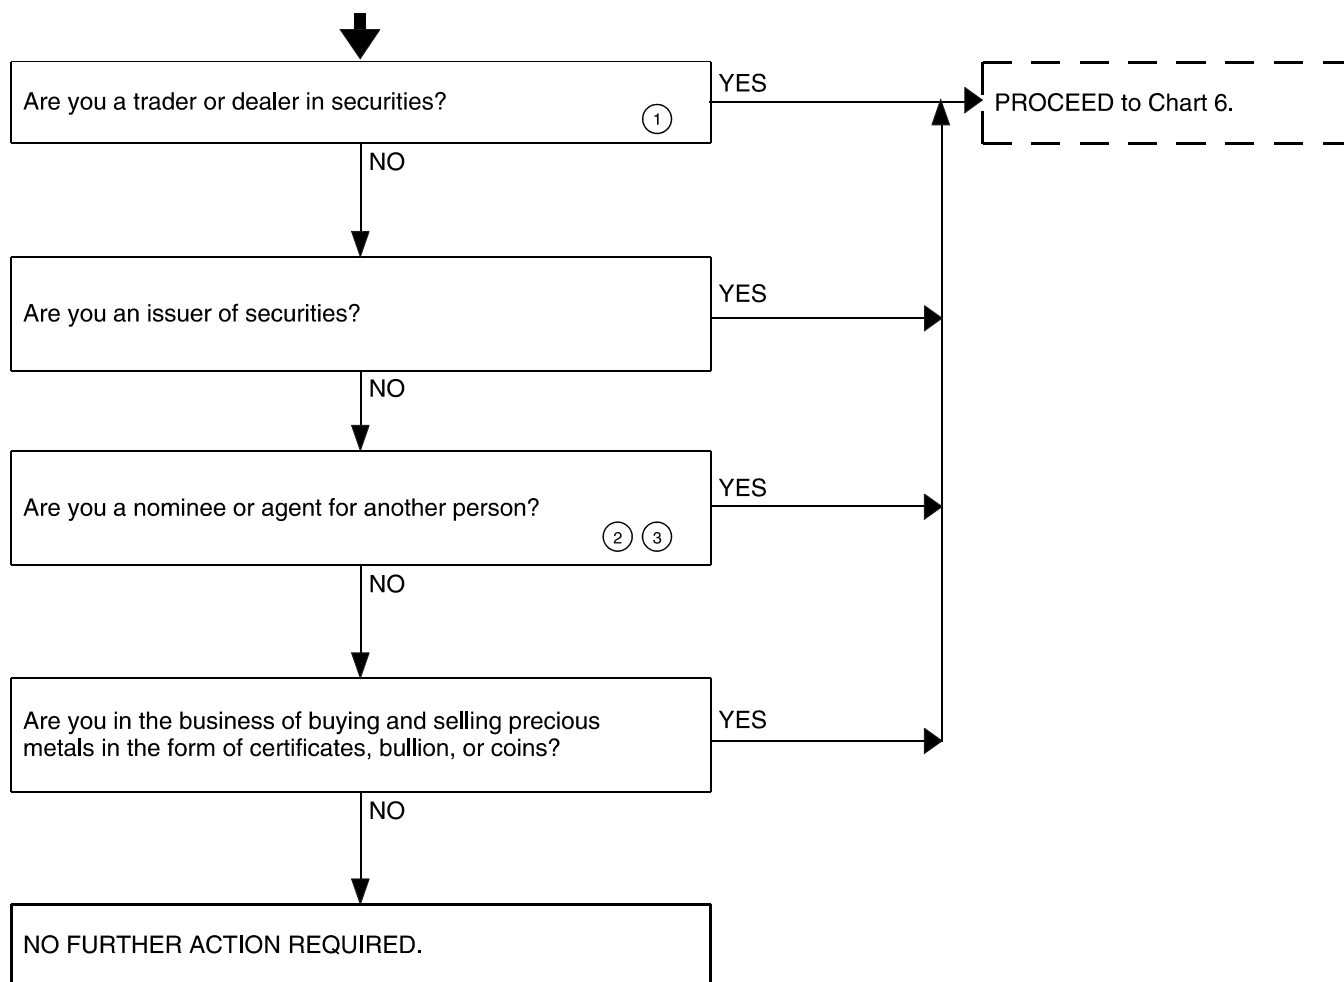 Are you a trader or dealer in securities?
1
YES
PROCEED to Chart 6.
NO
Are you an issuer of securities?
YES
NO
Are you a nominee or agent for another person?
2 3
YES
NO
Are you in the business of buying and selling precious
metals in the form of certificates, bullion, or coins?
YES
NO
NO FURTHER ACTION REQUIRED.